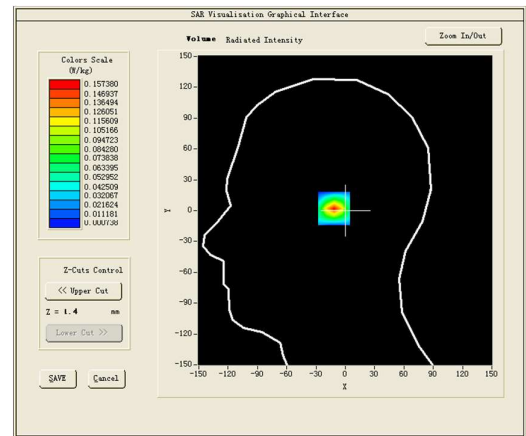 SAR Visualisation Graphical Interface
Volume Radiated Intensity
Zoom In/Out
Colors Scale
(W/kg)
0.157380
0.146937
0.136494
0.126051
0.115609
0.105166
0.094723
0.084280
0.073838
0.063395
0.052952
0.042509
0.032067
0.021624
0.011181
0.000738
Z-Cuts Control
<< Upper Cut
Z = 1.4 mm
Lower Cut >>
SAVE Cancel
150
120
90
60
30
0
-30
-60
-90
-120
-150
Y
-150 -120 -90 -60 -30 0 30 60 90 120 150
X